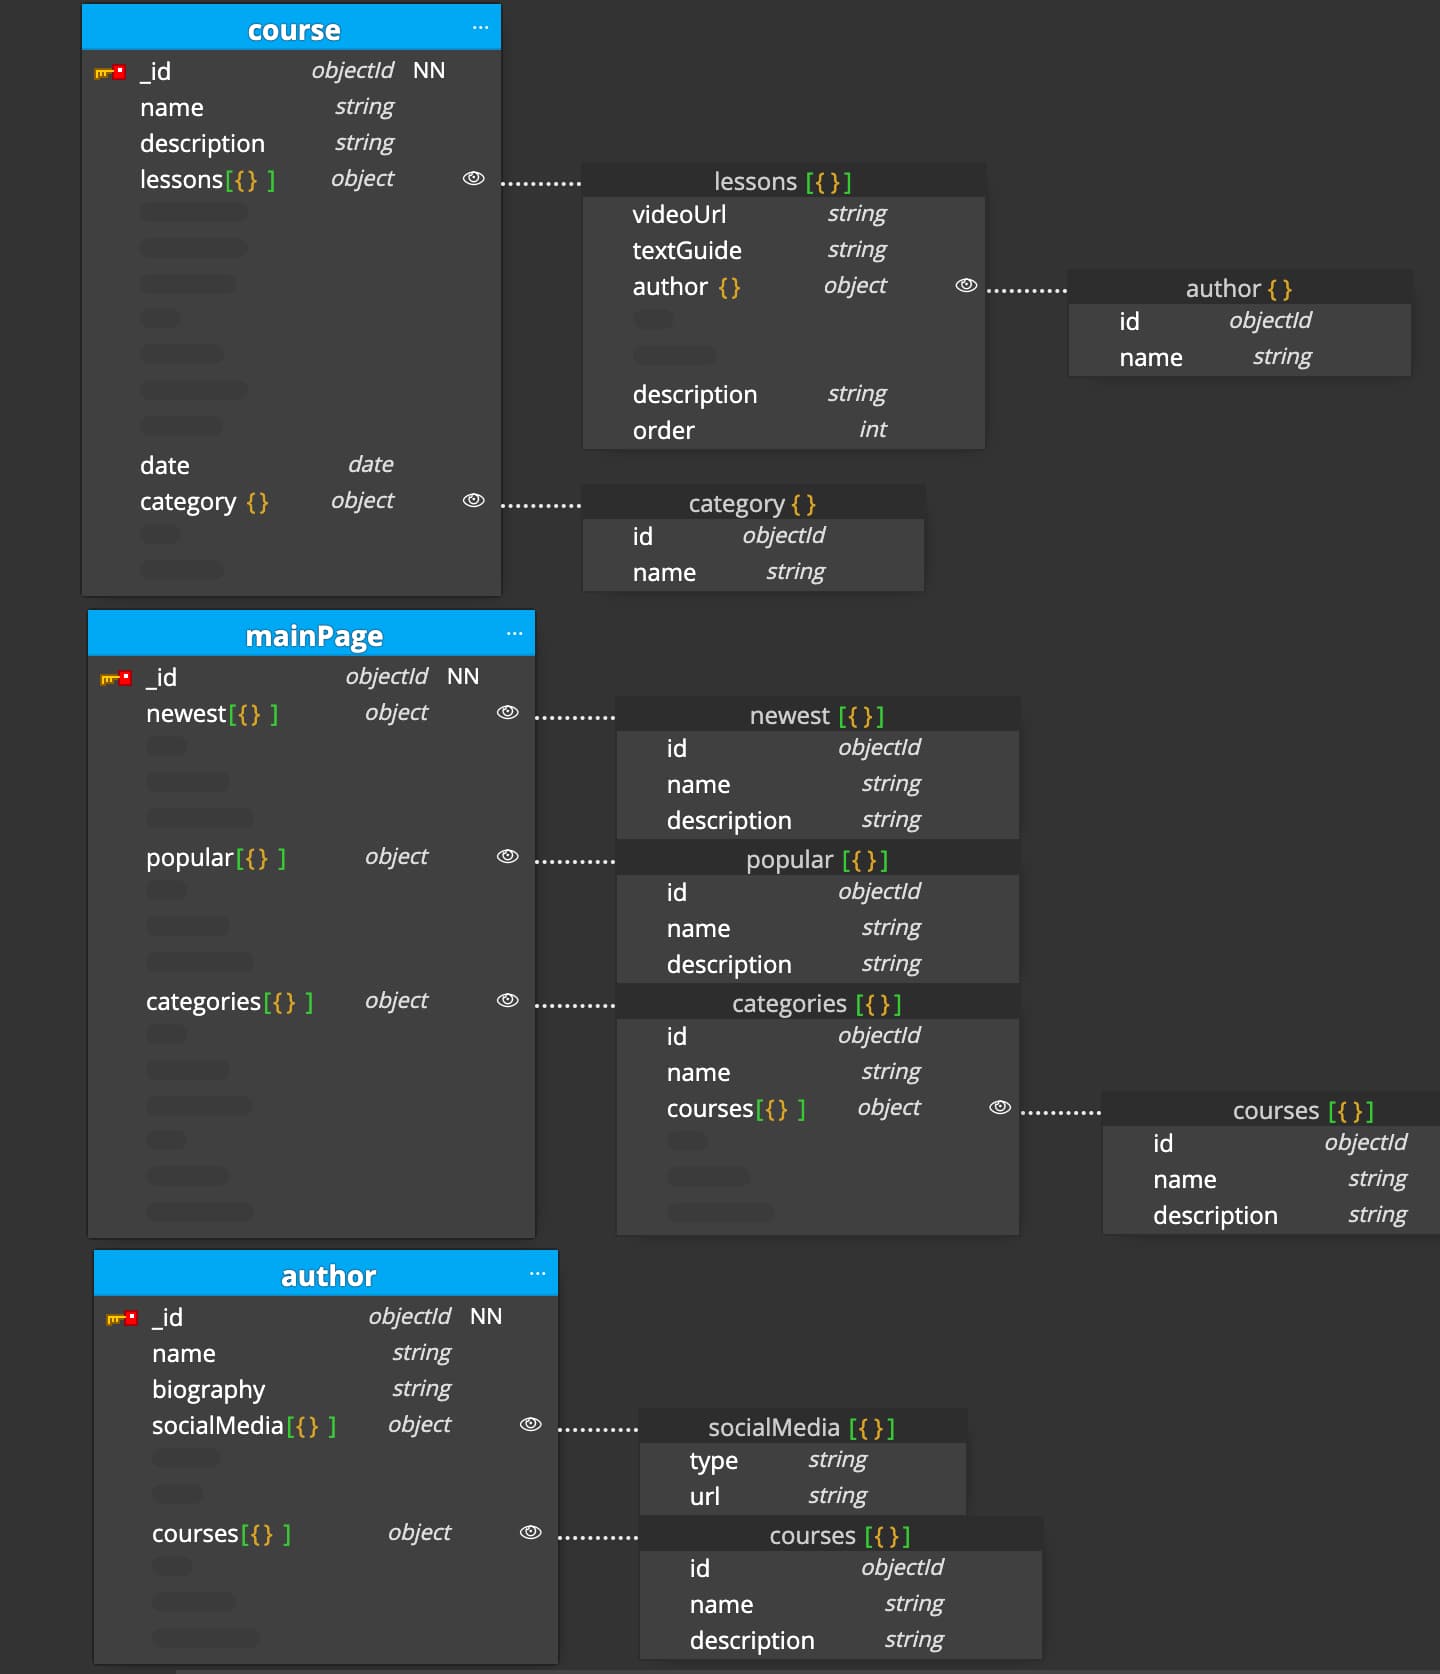 course ...
_id objectId NN
name string
description string
lessons[{} ] object
lessons [{}]
videoUrl string
textGuide string
author {} object
author {}
id objectId
name string
description string
order int
date date
category {} object
category {}
id objectId
name string
mainPage ...
_id objectId NN
newest[{} ] object
newest [{}]
id objectId
name string
description string
popular[{} ] object
popular [{}]
id objectId
name string
description string
categories[{} ] object
categories [{}]
id objectId
name string
courses[{} ] object
courses [{}]
id objectId
name string
description string
author ...
_id objectId NN
name string
biography string
socialMedia[{} ] object
socialMedia [{}]
type string
url string
courses[{} ] object
courses [{}]
id objectId
name string
description string